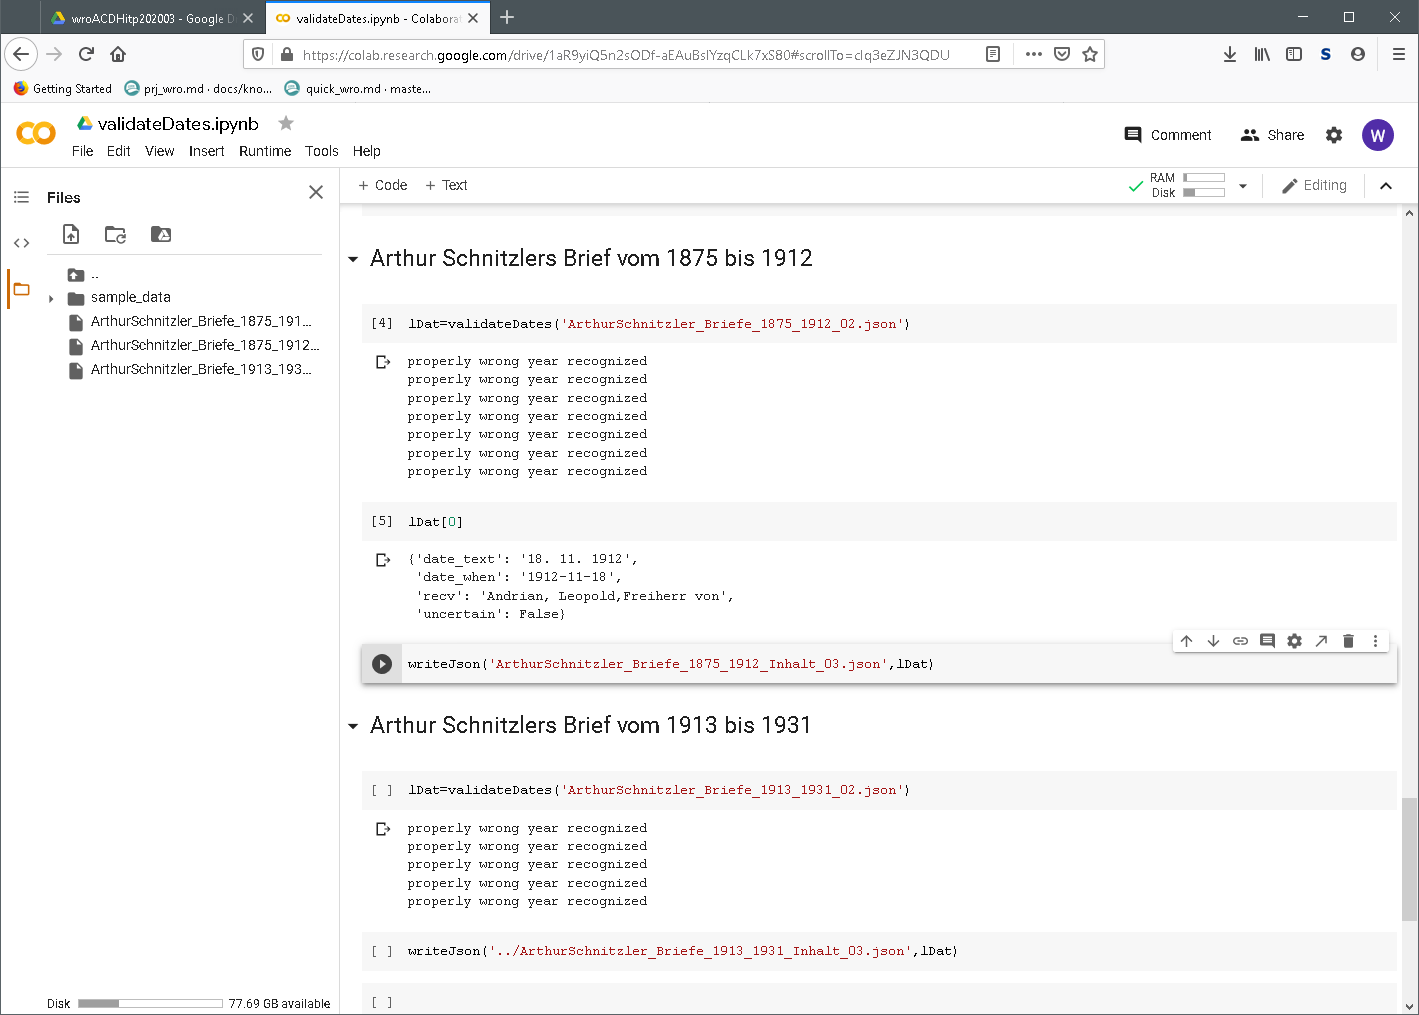 wroACDHitp202003 - Google D
validateDates.ipynb - Colaborat
https://colab.research.google.com/drive/1aR9yiQ5n2sODf-aEAuBsIYzqCLk7xS80#scrollTo=cIq3eZJN3QDU
Getting Started
prj_wro.md · docs/kno...
quick_wro.md · maste...
validateDates.ipynb
Comment
Share
W
File Edit View Insert Runtime Tools Help
Files
+ Code + Text
RAM
Disk
Editing
..
sample_data
ArthurSchnitzler_Briefe_1875_191...
ArthurSchnitzler_Briefe_1875_1912...
ArthurSchnitzler_Briefe_1913_193...
Disk 77.69 GB available
Arthur Schnitzlers Brief vom 1875 bis 1912
[4] lDat=validateDates('ArthurSchnitzler_Briefe_1875_1912_02.json')
properly wrong year recognized
properly wrong year recognized
properly wrong year recognized
properly wrong year recognized
properly wrong year recognized
properly wrong year recognized
properly wrong year recognized
[5] lDat[0]
{'date_text': '18. 11. 1912',
'date_when': '1912-11-18',
'recv': 'Andrian, Leopold,Freiherr von',
'uncertain': False}
writeJson('ArthurSchnitzler_Briefe_1875_1912_Inhalt_03.json',lDat)
Arthur Schnitzlers Brief vom 1913 bis 1931
[ ] lDat=validateDates('ArthurSchnitzler_Briefe_1913_1931_02.json')
properly wrong year recognized
properly wrong year recognized
properly wrong year recognized
properly wrong year recognized
properly wrong year recognized
[ ] writeJson('../ArthurSchnitzler_Briefe_1913_1931_Inhalt_03.json',lDat)
[ ]